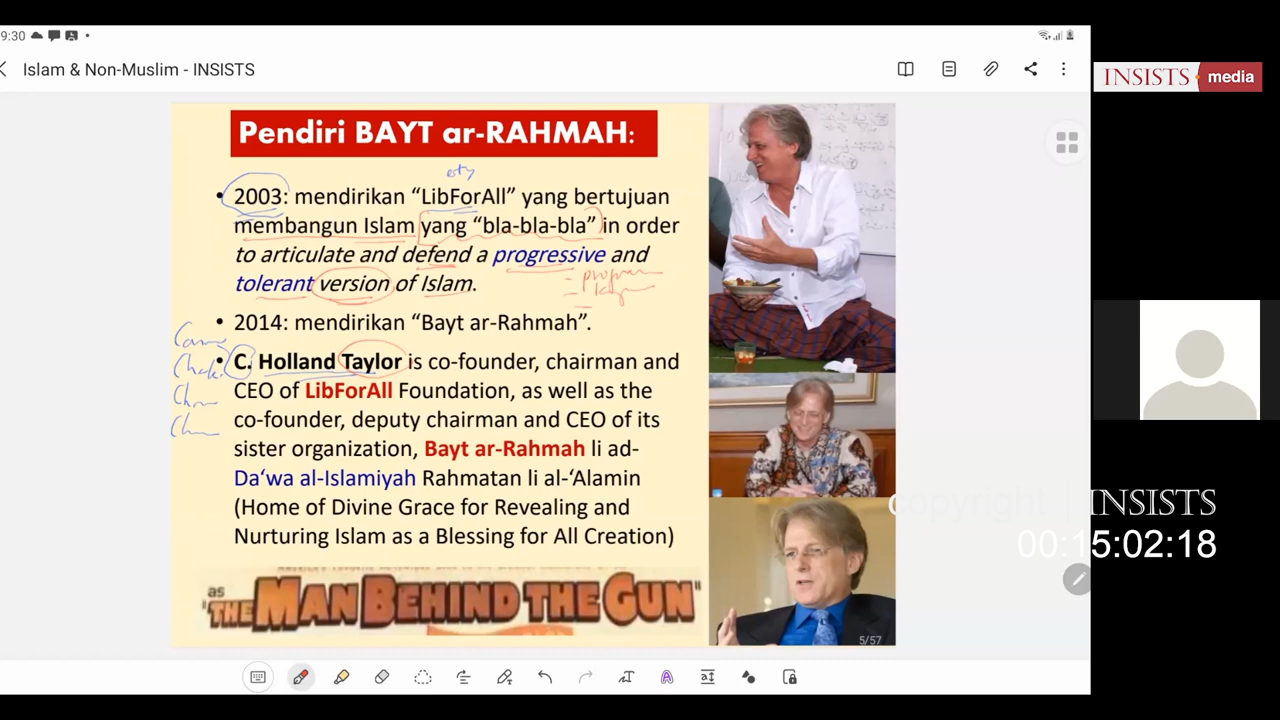 9:30
Islam & Non-Muslim - INSISTS
INSISTS media
Pendiri BAYT ar-RAHMAH:
• 2003: mendirikan “LibForAll” yang bertujuan
membangun Islam yang “bla-bla-bla” in order
to articulate and defend a progressive and
tolerant version of Islam.
• 2014: mendirikan “Bayt ar-Rahmah”.
• C. Holland Taylor is co-founder, chairman and
CEO of LibForAll Foundation, as well as the
co-founder, deputy chairman and CEO of its
sister organization, Bayt ar-Rahmah li ad-
Da‘wa al-Islamiyah Rahmatan li al-‘Alamin
(Home of Divine Grace for Revealing and
Nurturing Islam as a Blessing for All Creation)
as
"THE MAN BEHIND THE GUN"
5/57
copyright | INSISTS
00:15:02:18